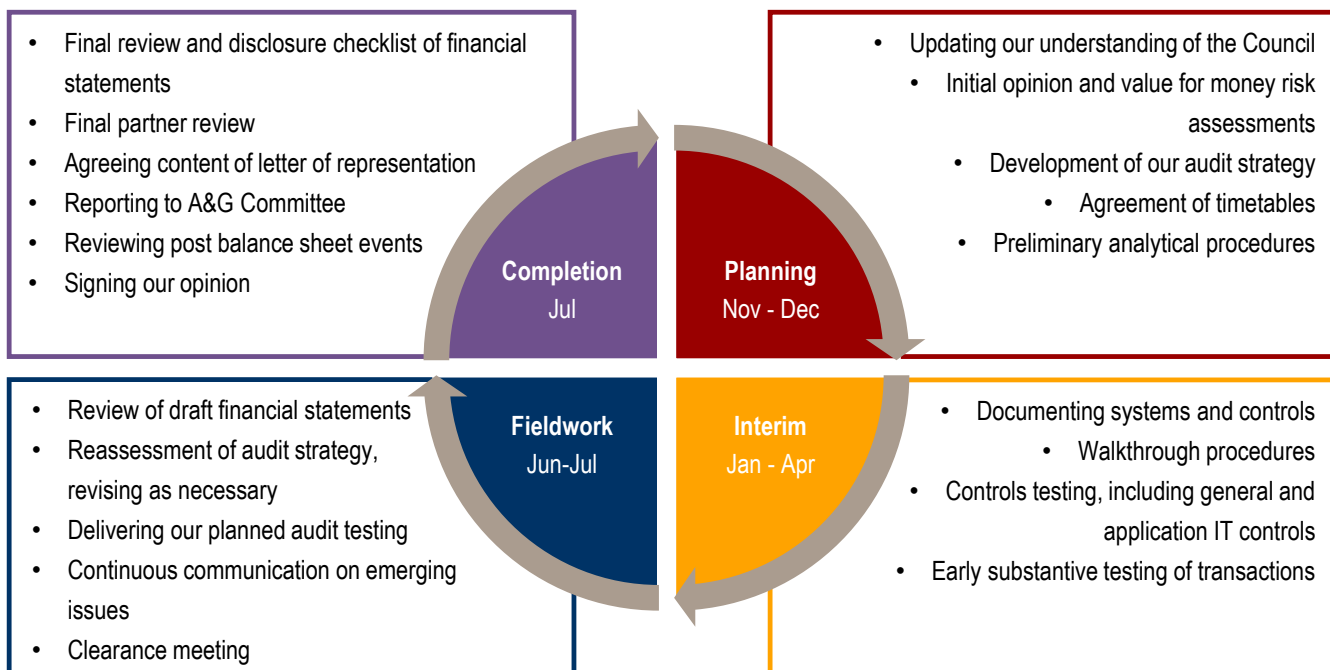 • Final review and disclosure checklist of financial
statements
• Final partner review
• Agreeing content of letter of representation
• Reporting to A&G Committee
• Reviewing post balance sheet events
• Signing our opinion
• Updating our understanding of the Council
• Initial opinion and value for money risk
assessments
• Development of our audit strategy
• Agreement of timetables
• Preliminary analytical procedures
Completion
Jul
Planning
Nov - Dec
Fieldwork
Jun-Jul
Interim
Jan - Apr
• Review of draft financial statements
• Reassessment of audit strategy,
revising as necessary
• Delivering our planned audit testing
• Continuous communication on emerging
issues
• Clearance meeting
• Documenting systems and controls
• Walkthrough procedures
• Controls testing, including general and
application IT controls
• Early substantive testing of transactions